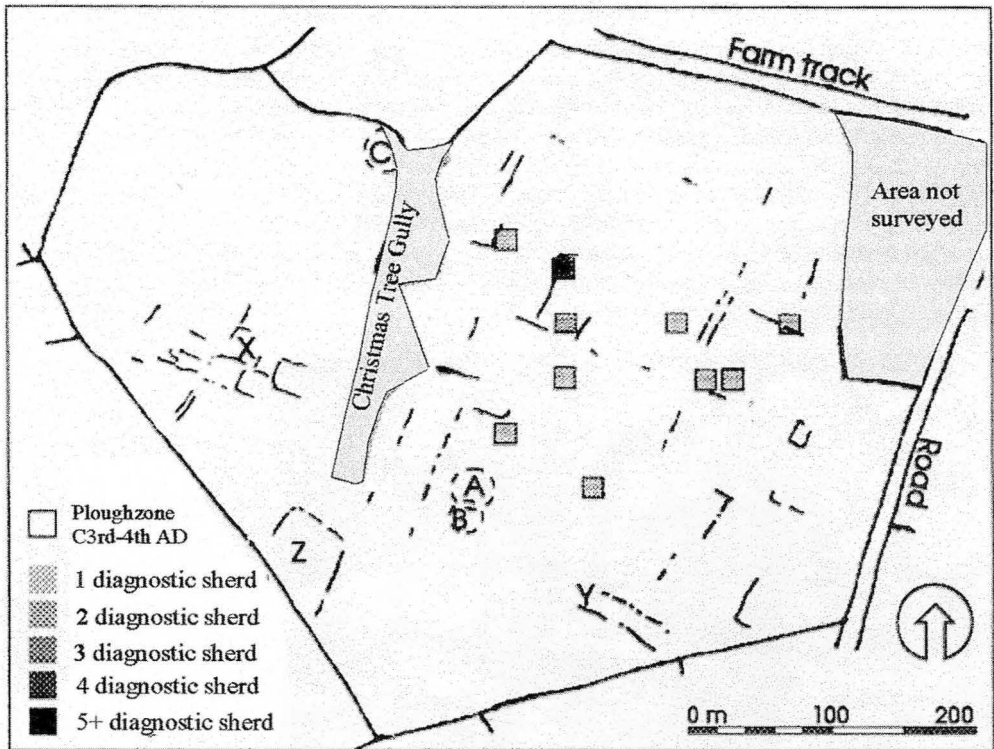 Farm track
C
Area not
surveyed
Christmas Tree Gully
X
A
B
Road
Z
Y
Ploughzone
C3rd-4th AD
1 diagnostic sherd
2 diagnostic sherd
3 diagnostic sherd
4 diagnostic sherd
5+ diagnostic sherd
0 m 100 200